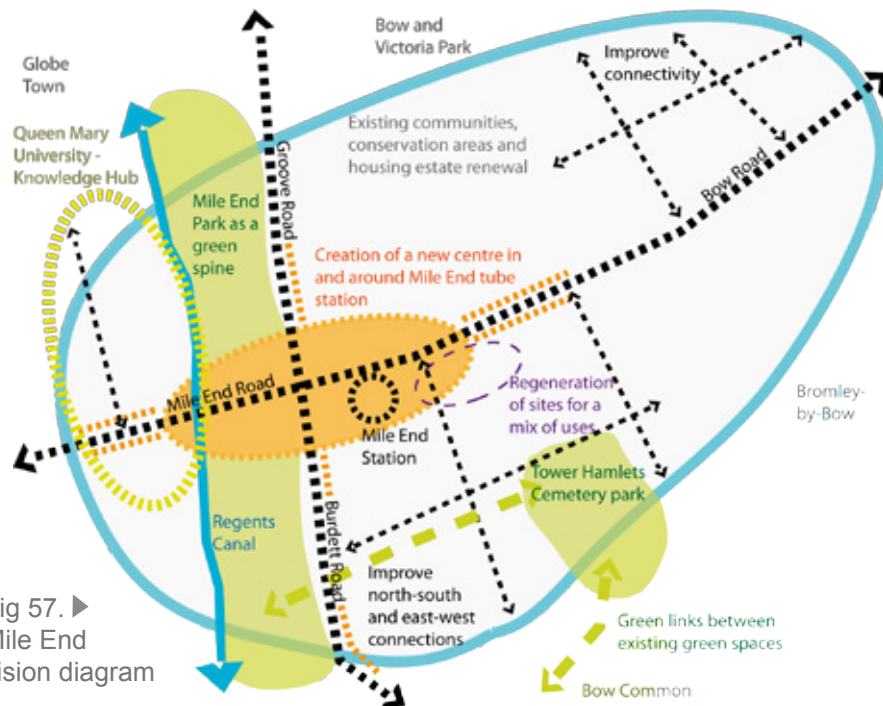 Globe
Town
Bow and
Victoria Park
Improve
connectivity
Queen Mary
University -
Knowledge Hub
Existing communities,
conservation areas and
housing estate renewal
Groove Road
Bow Road
Mile End
Park as a
green
spine
Creation of a new centre in
and around Mile End tube
station
Mile End Road
Regeneration
of sites for a
mix of uses
Bromley-
by-Bow
Mile End
Station
Tower Hamlets
Cemetery park
Regents
Canal
Burdett Road
Improve
north-south
and east-west
connections
Green links between
existing green spaces
Bow Common
ig 57.
Mile End
ision diagram